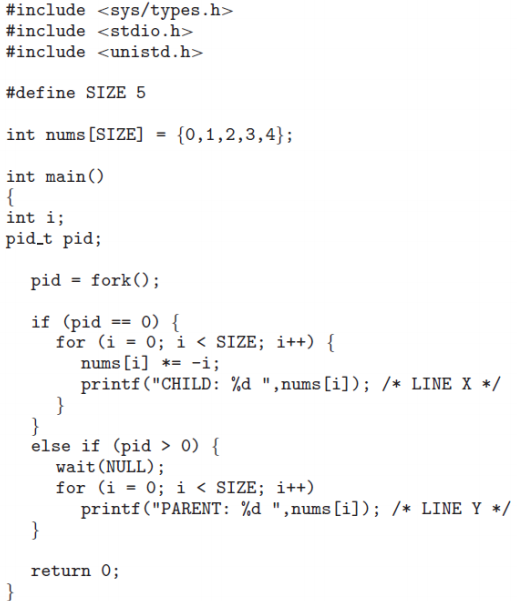 #include <sys/types.h>
#include <stdio.h>
#include <unistd.h>

#define SIZE 5

int nums[SIZE] = {0,1,2,3,4};

int main()
{
int i;
pid_t pid;

   pid = fork();

   if (pid == 0) {
      for (i = 0; i < SIZE; i++) {
         nums[i] *= -i;
         printf("CHILD: %d ",nums[i]); /* LINE X */
      }
   }
   else if (pid > 0) {
      wait(NULL);
      for (i = 0; i < SIZE; i++)
         printf("PARENT: %d ",nums[i]); /* LINE Y */
   }

   return 0;
}